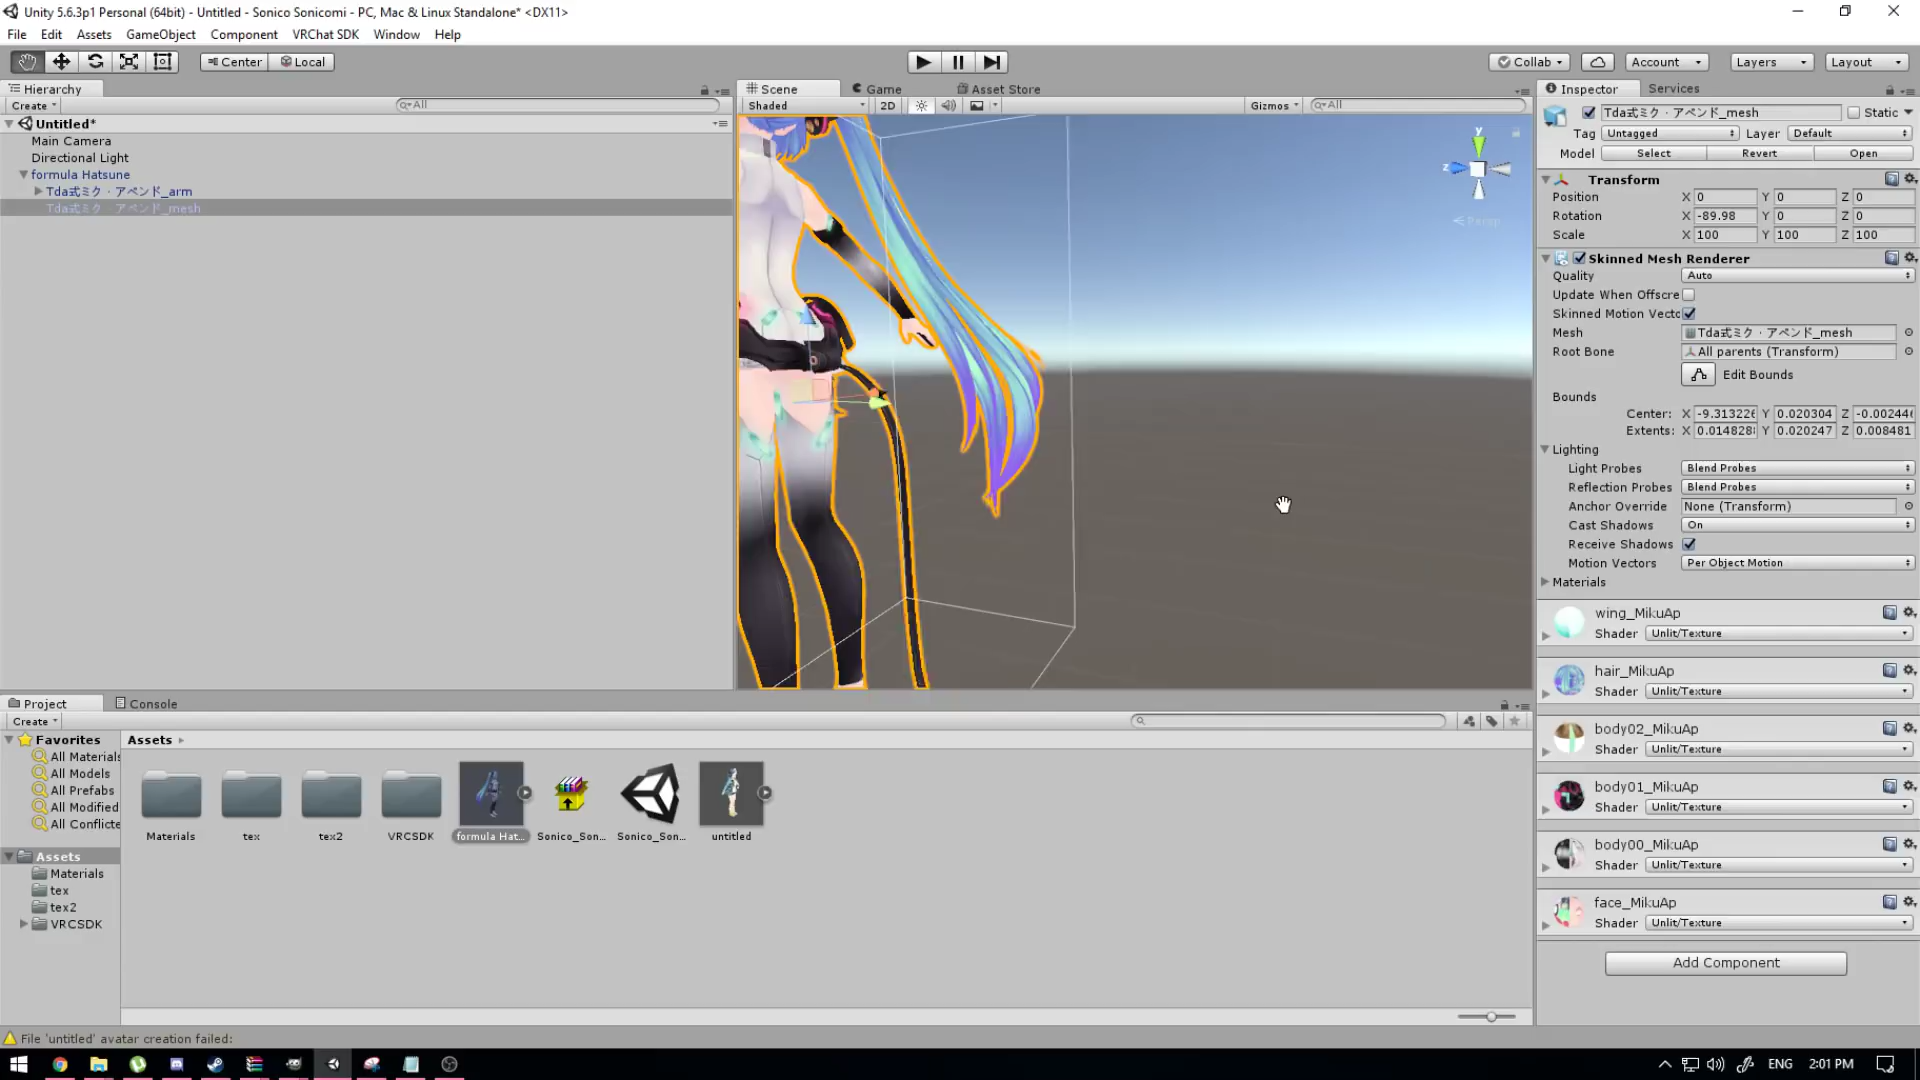 Unity 5.6.3p1 Personal (64bit) - Untitled - Sonico Sonicomi - PC, Mac & Linux Standalone* <DX11>
File Edit Assets GameObject Component VRChat SDK Window Help
Center Local Collab Account Layers Layout
Hierarchy
Create All
Untitled*
Main Camera
Directional Light
formula Hatsune
Tda式ミク・アペンド_arm
Tda式ミク・アペンド_mesh
Scene Game Asset Store
Shaded 2D Gizmos All
y
z
Persp
Inspector Services
Tda式ミク・アペンド_mesh Static
Tag Untagged Layer Default
Model Select Revert Open
Transform
Position X 0 Y 0 Z 0
Rotation X -89.98 Y 0 Z 0
Scale X 100 Y 100 Z 100
Skinned Mesh Renderer
Quality Auto
Update When Offscre
Skinned Motion Vecto
Mesh Tda式ミク・アペンド_mesh
Root Bone All parents (Transform)
Edit Bounds
Bounds
Center: X -9.313226 Y 0.020304 Z -0.002446
Extents: X 0.014828 Y 0.020247 Z 0.008481
Lighting
Light Probes Blend Probes
Reflection Probes Blend Probes
Anchor Override None (Transform)
Cast Shadows On
Receive Shadows
Motion Vectors Per Object Motion
Materials
wing_MikuAp
Shader Unlit/Texture
hair_MikuAp
Shader Unlit/Texture
body02_MikuAp
Shader Unlit/Texture
body01_MikuAp
Shader Unlit/Texture
body00_MikuAp
Shader Unlit/Texture
face_MikuAp
Shader Unlit/Texture
Add Component
Project Console
Create
Favorites
All Materials
All Models
All Prefabs
All Modified
All Conflicte
Assets
Materials
tex
tex2
VRCSDK
Assets
Materials tex tex2 VRCSDK formula Hat... Sonico_Son... Sonico_Son... untitled
File 'untitled' avatar creation failed:
ENG 2:01 PM